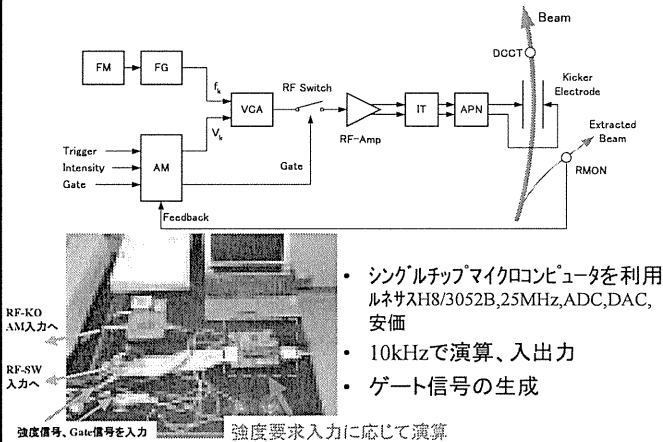 Beam
DCCT
FM
FG
fk
VGA
RF Switch
RF-Amp
IT
APN
Kicker
Electrode
Extracted
Beam
RMON
Vk
Trigger
Intensity
Gate
AM
Gate
Feedback
RF-KO
AM入力へ
RF-SW
入力へ
強度信号、Gate信号を入力
強度要求入力に応じて演算
• シングルチップマイクロコンピュータを利用
ルネサスH8/3052B,25MHz,ADC,DAC,
安価
• 10kHzで演算、入出力
• ゲート信号の生成